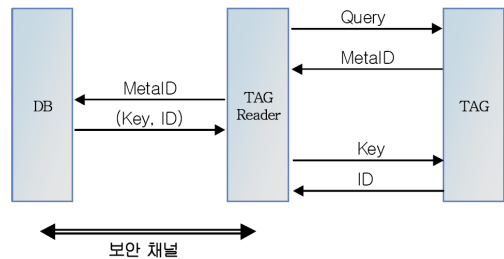 Query
MetaID
MetaID
DB
TAG
Reader
TAG
(Key, ID)
Key
ID
보안 채널